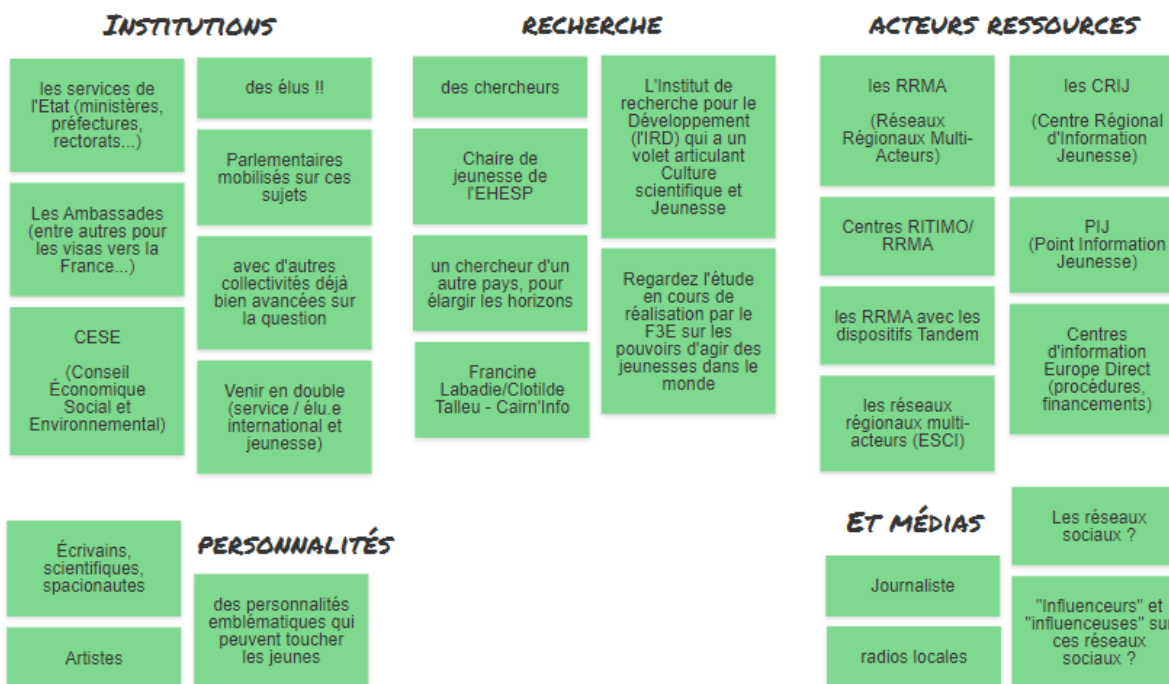 INSTITUTIONS
les services de
l'Etat (ministères,
préfectures,
rectorats...)
Les Ambassades
(entre autres pour
les visas vers la
France...)
CESE
(Conseil
Économique
Social et
Environnemental)
des élus !!
Parlementaires
mobilisés sur ces
sujets
avec d'autres
collectivités déjà
bien avancées sur
la question
Venir en double
(service / élu.e
international et
jeunesse)
RECHERCHE
des chercheurs
Chaire de
jeunesse de
l'EHESP
un chercheur d'un
autre pays, pour
élargir les horizons
Francine
Labadie/Clotilde
Talleu - Cairn'Info
L'Institut de
recherche pour le
Développement
(l'IRD) qui a un
volet articulant
Culture
scientifique et
Jeunesse
Regardez l'étude
en cours de
réalisation par le
F3E sur les
pouvoirs d'agir des
jeunesses dans le
monde
ACTEURS RESSOURCES
les RRMA
(Réseaux
Régionaux Multi-
Acteurs)
Centres RITIMO/
RRMA
les RRMA avec les
dispositifs Tandem
les réseaux
régionaux multi-
acteurs (ESCI)
les CRIJ
(Centre Régional
d'Information
Jeunesse)
PIJ
(Point Information
Jeunesse)
Centres
d'information
Europe Direct
(procédures,
financements)
Écrivains,
scientifiques,
spacionautes
Artistes
PERSONNALITÉS
des personnalités
emblématiques qui
peuvent toucher
les jeunes
ET MÉDIAS
Journaliste
radios locales
Les réseaux
sociaux ?
"Influenceurs" et
"influenceuses" sur
ces réseaux
sociaux ?